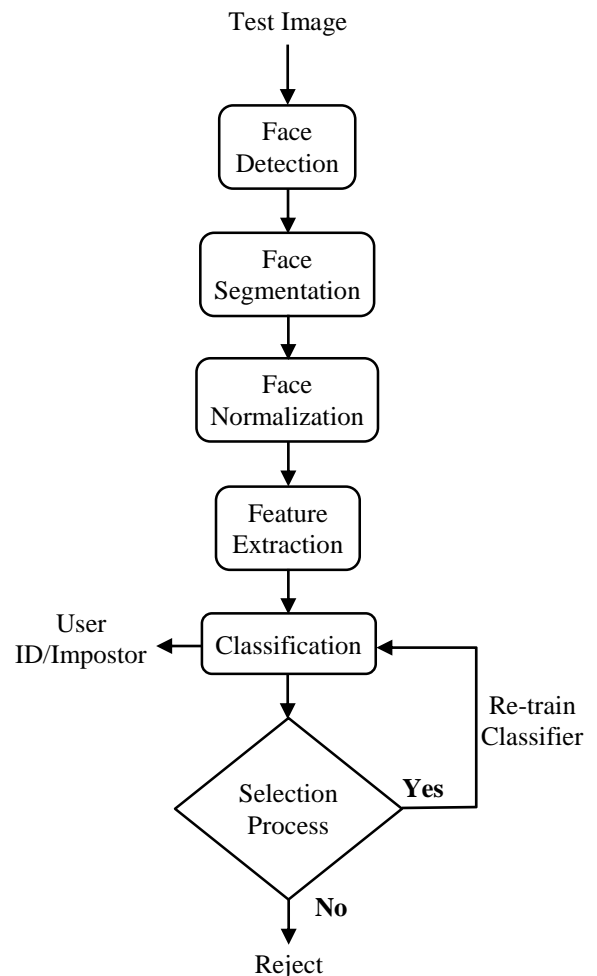 Test Image
Face
Detection
Face
Segmentation
Face
Normalization
Feature
Extraction
User
ID/Impostor
Classification
Re-train
Classifier
Selection
Process
Yes
No
Reject